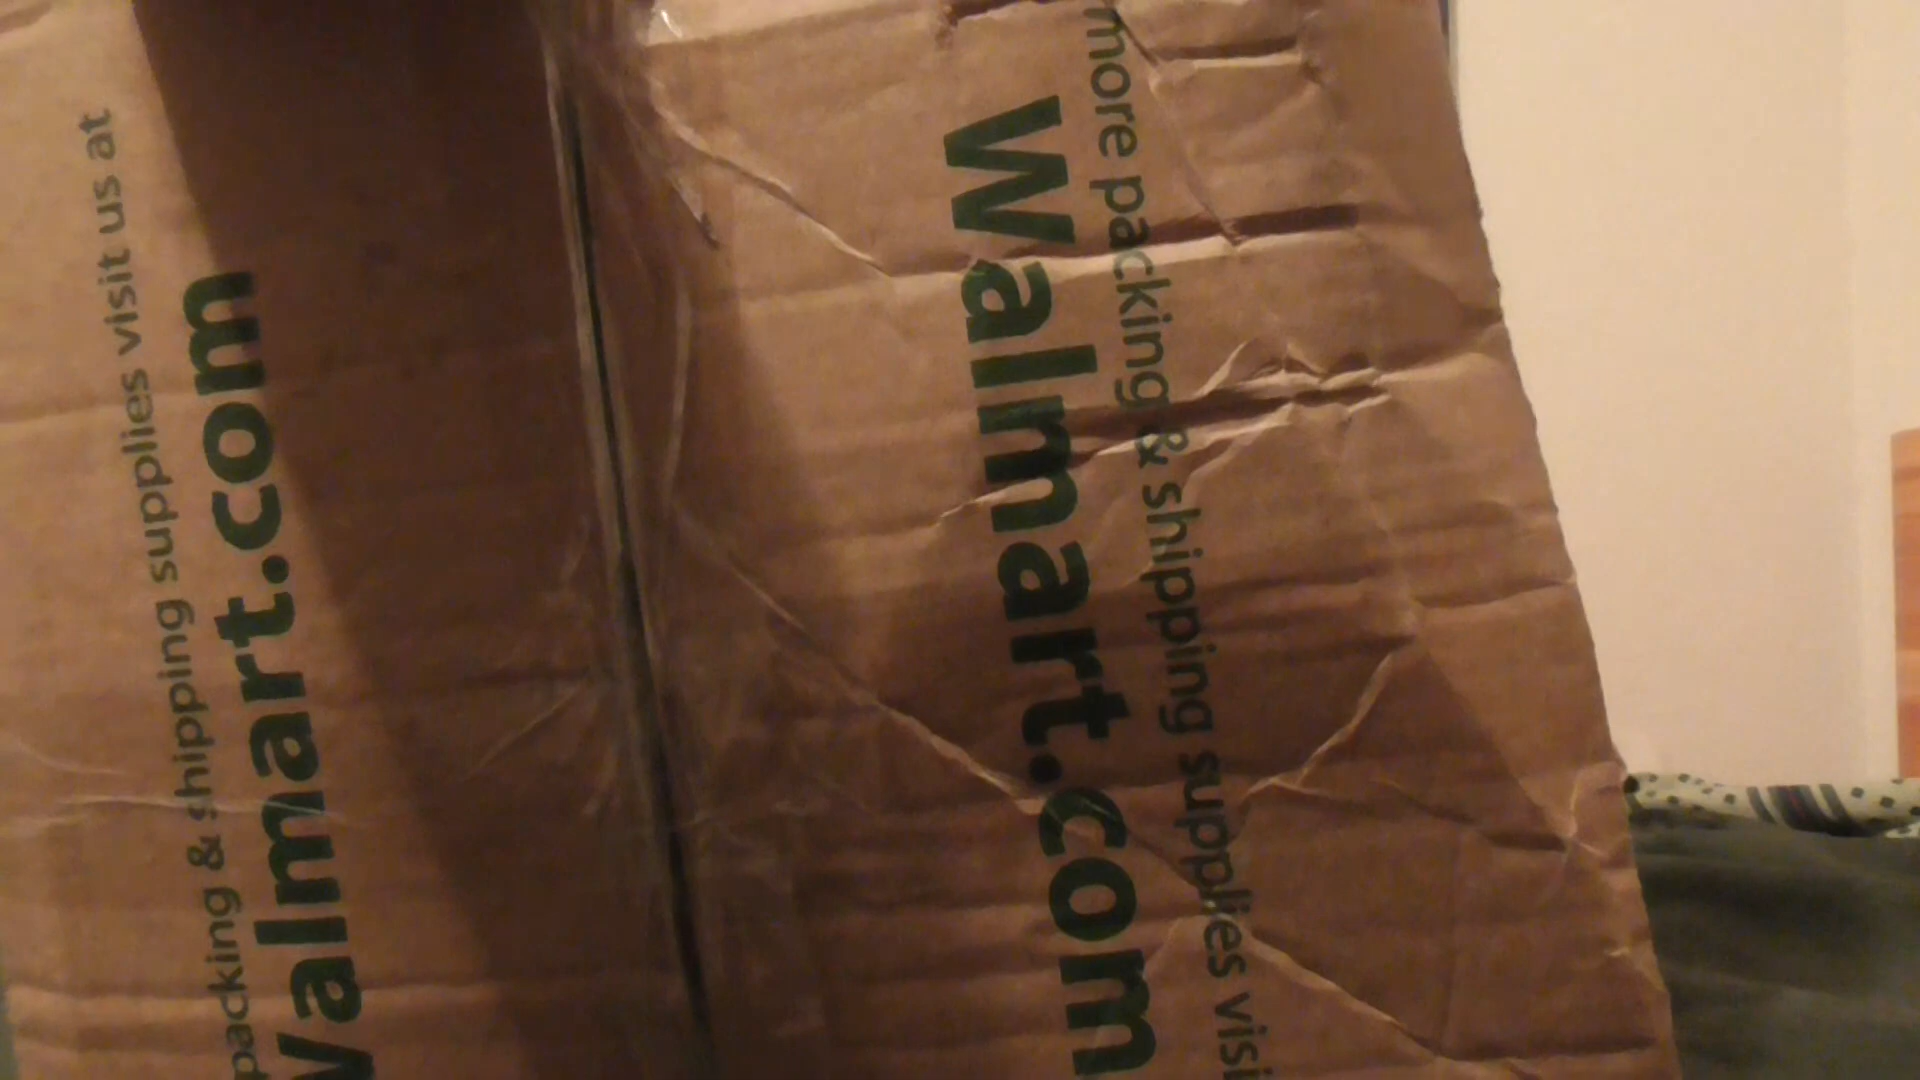 packing & shipping supplies visit us at
Walmart.com
more packing & shipping supplies visi
Walmart.com